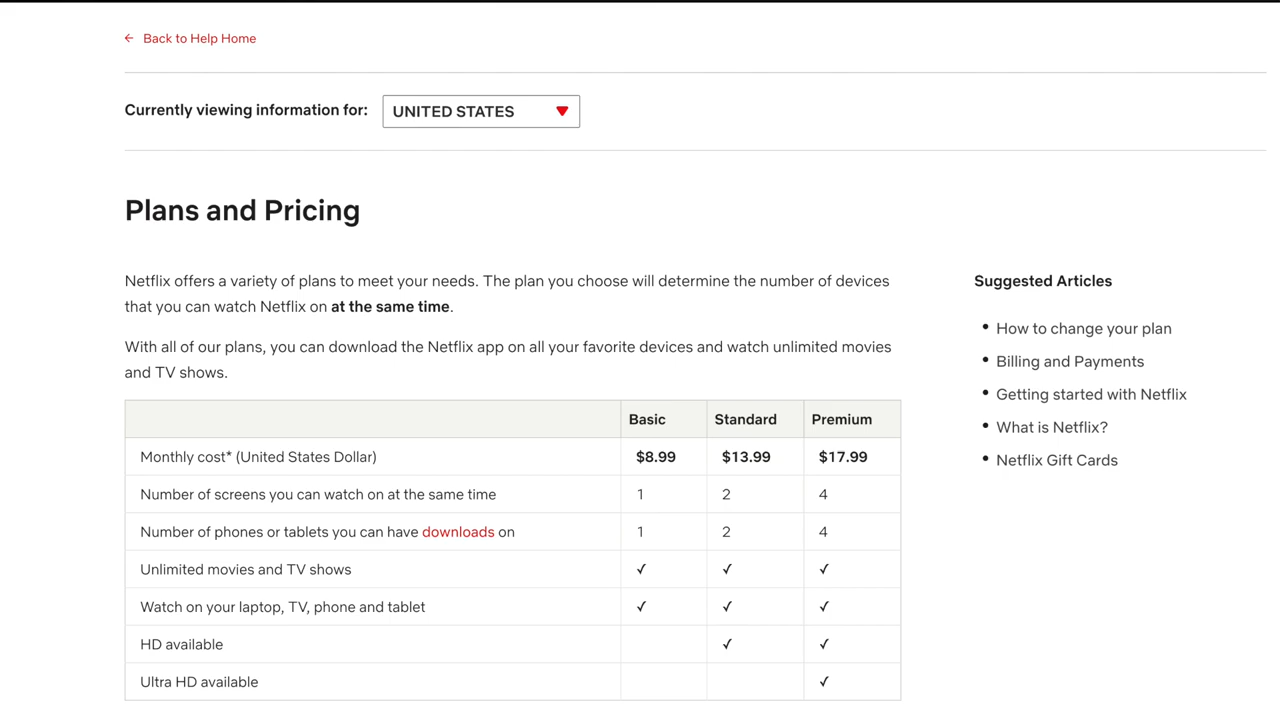 ← Back to Help Home
Currently viewing information for: UNITED STATES
Plans and Pricing
Netflix offers a variety of plans to meet your needs. The plan you choose will determine the number of devices
that you can watch Netflix on at the same time.
With all of our plans, you can download the Netflix app on all your favorite devices and watch unlimited movies
and TV shows.
Basic Standard Premium
Monthly cost* (United States Dollar) $8.99 $13.99 $17.99
Number of screens you can watch on at the same time 1 2 4
Number of phones or tablets you can have downloads on 1 2 4
Unlimited movies and TV shows ✓ ✓ ✓
Watch on your laptop, TV, phone and tablet ✓ ✓ ✓
HD available ✓ ✓
Ultra HD available ✓
Suggested Articles
• How to change your plan
• Billing and Payments
• Getting started with Netflix
• What is Netflix?
• Netflix Gift Cards